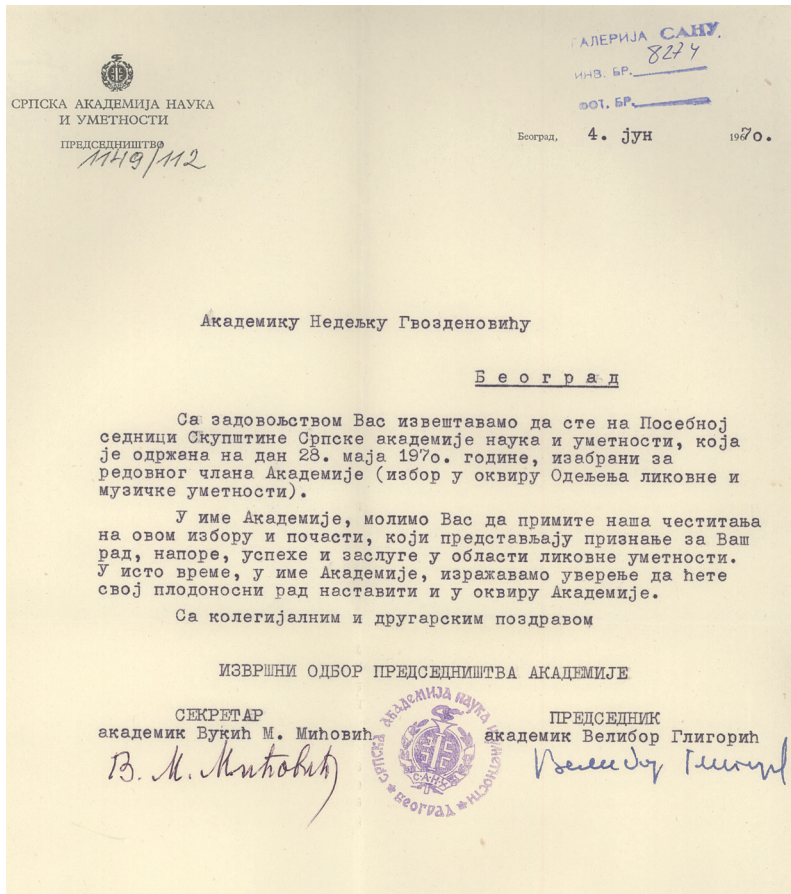 ГАЛЕРИЈА САНУ.
ИНВ. БР. 8274
ФОТ. БР.
СРПСКА АКАДЕМИЈА НАУКА
И УМЕТНОСТИ
ПРЕДСЕДНИШТВО
1149/112
Београд, 4. јун 1970.
Академику Недељку Гвозденовићу
Београд
Са задовољством Вас извештавамо да сте на Посебној
седници Скупштине Српске академије наука и уметности, која
је одржана на дан 28. маја 1970. године, изабрани за
редовног члана Академије (избор у оквиру Одељења ликовне и
музичке уметности).
У име Академије, молимо Вас да примите наша честитања
на овом избору и почасти, који представљају признање за Ваш
рад, напоре, успехе и заслуге у области ликовне уметности.
У исто време, у име Академије, изражавамо уверење да ћете
свој плодоносни рад наставити и у оквиру Академије.
Са колегијалним и другарским поздравом
ИЗВРШНИ ОДБОР ПРЕДСЕДНИШТВА АКАДЕМИЈЕ
СЕКРЕТАР
академик Вукић М. Мићовић
В. М. Мићовић
СРПСКА АКАДЕМИЈА НАУКА И УМЕТНОСТИ
САНУ
БЕОГРАД
ПРЕДСЕДНИК
академик Велибор Глигорић
Велибор Глигорић